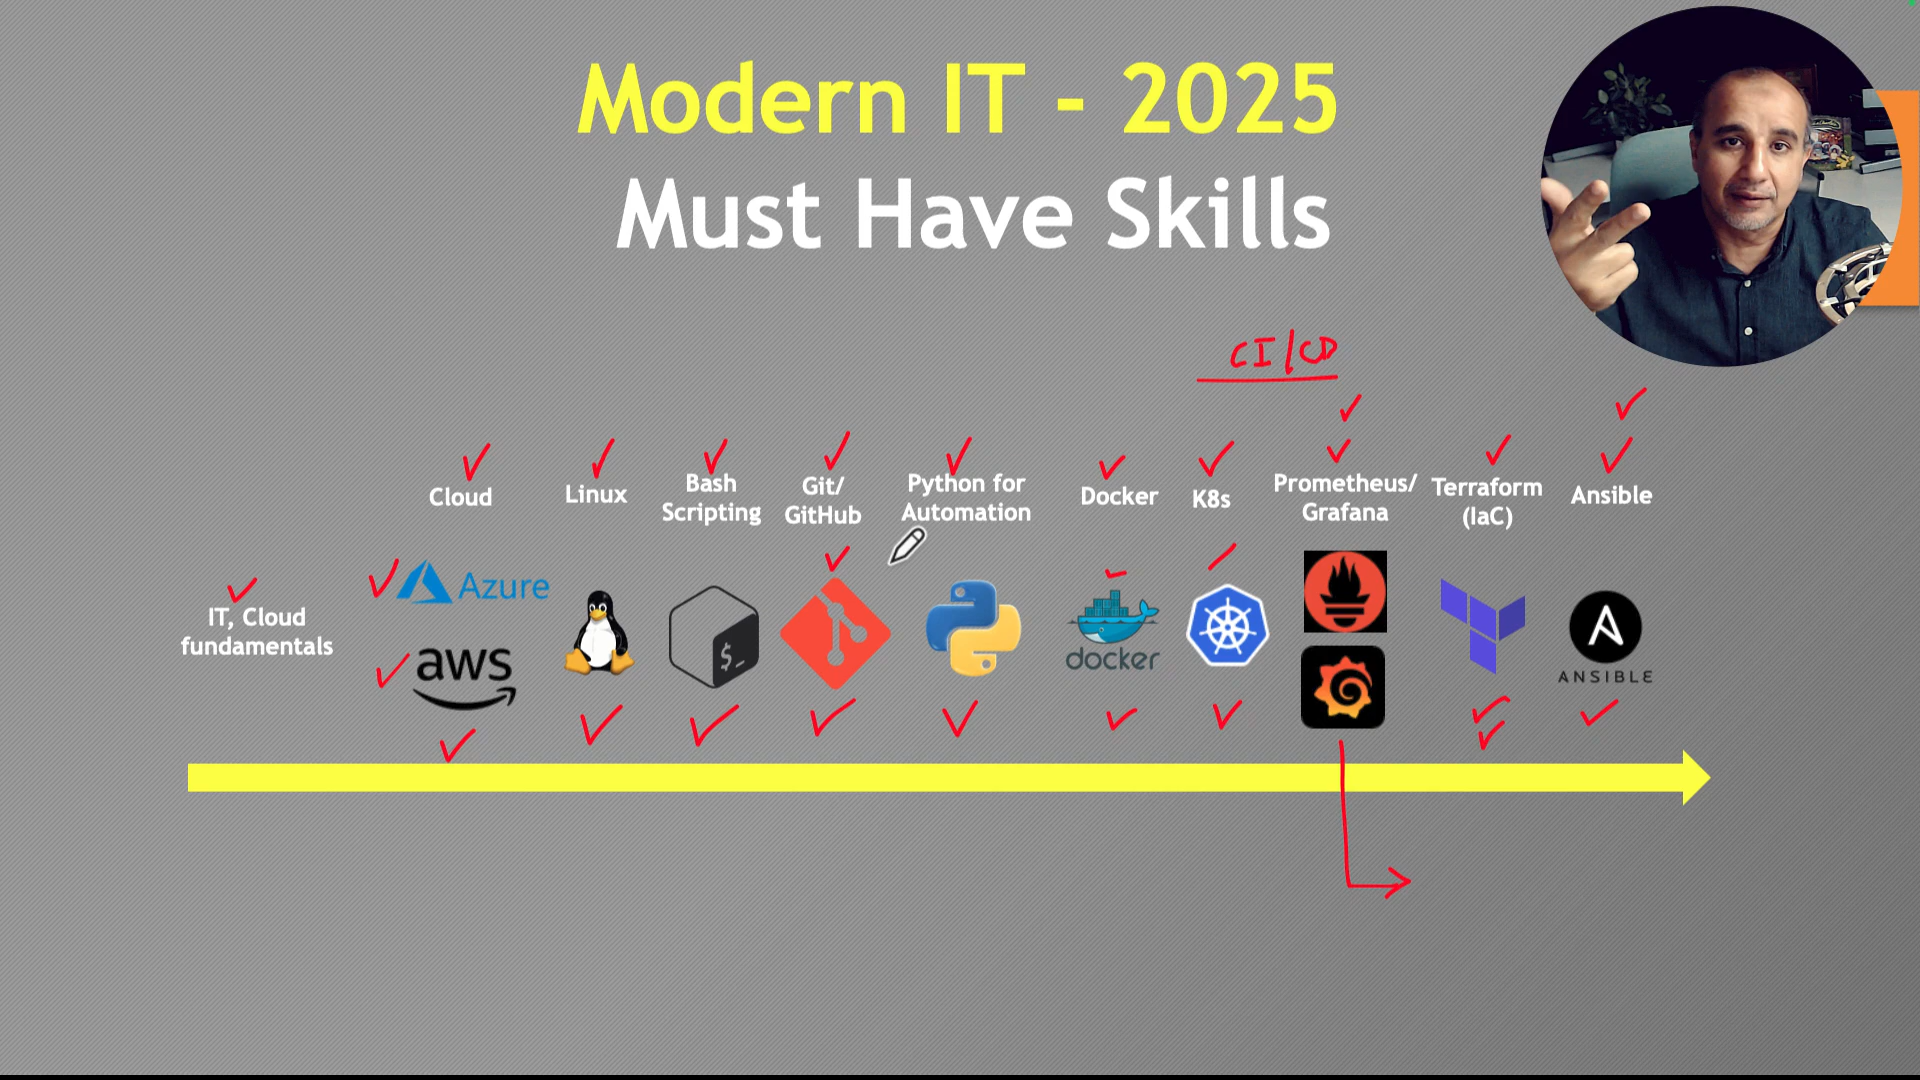 Modern IT - 2025
Must Have Skills
CI/CD
Cloud
Linux
Bash
Scripting
Git/
GitHub
Python for
Automation
Docker
K8s
Prometheus/
Grafana
Terraform
(IaC)
Ansible
IT, Cloud
fundamentals
Azure
aws
$_
docker
ANSIBLE